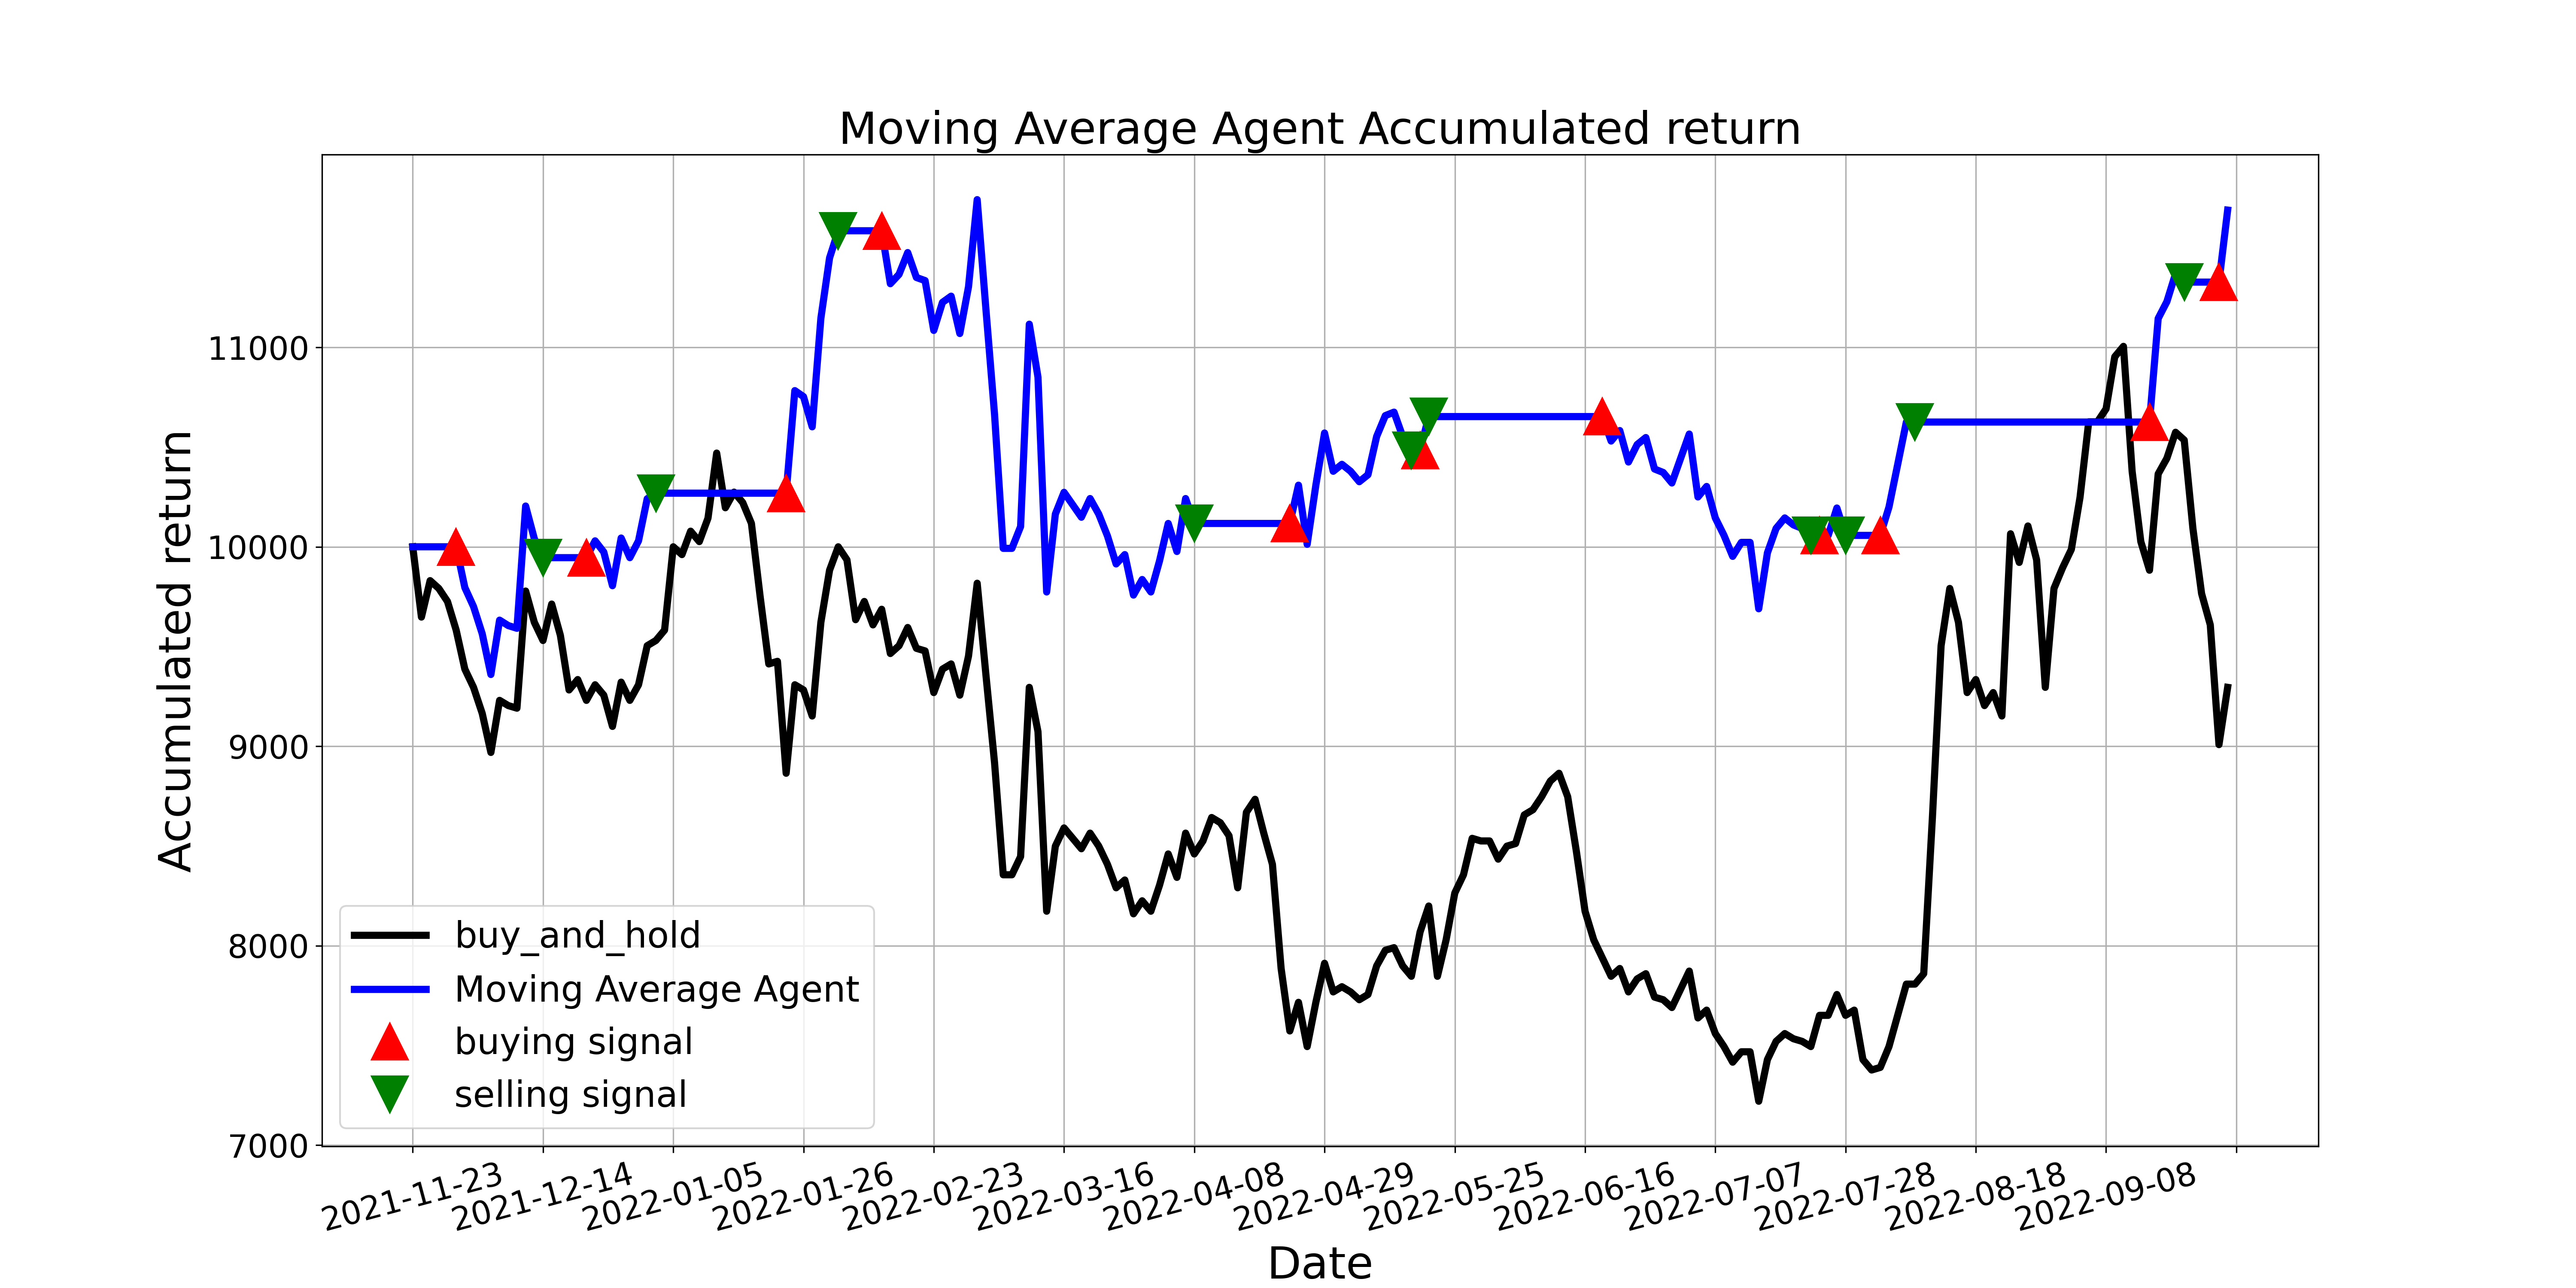 Moving Average Agent Accumulated return
Accumulated return
11000
10000
9000
8000
7000
buy_and_hold
Moving Average Agent
buying signal
selling signal
2021-11-23
2021-12-14
2022-01-05
2022-01-26
2022-02-23
2022-03-16
2022-04-08
2022-04-29
2022-05-25
2022-06-16
2022-07-07
2022-07-28
2022-08-18
2022-09-08
Date